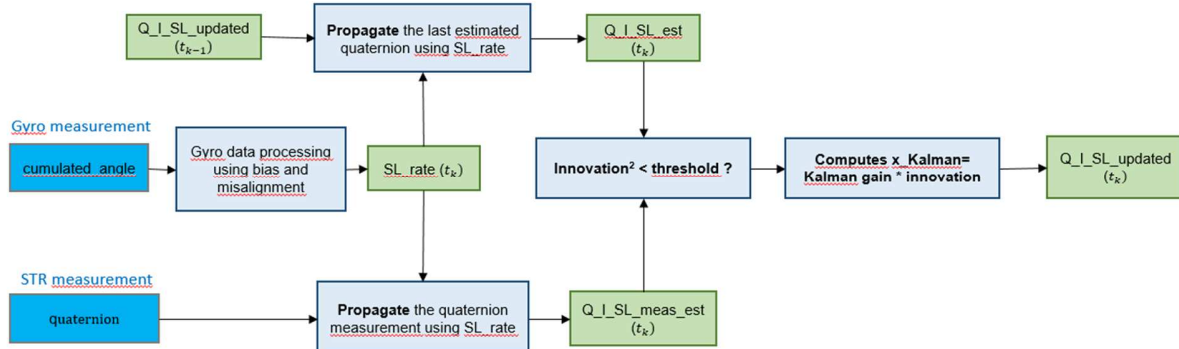 Q_I_SL_updated
(t_{k-1})
Propagate the last estimated
quaternion using SL_rate
Q_I_SL_est
(t_k)
Gyro measurement
cumulated_angle
Gyro data processing
using bias and
misalignment
SL_rate (t_k)
Innovation² < threshold ?
Computes x_Kalman=
Kalman gain * innovation
Q_I_SL_updated
(t_k)
STR measurement
quaternion
Propagate the quaternion
measurement using SL_rate
Q_I_SL_meas_est
(t_k)